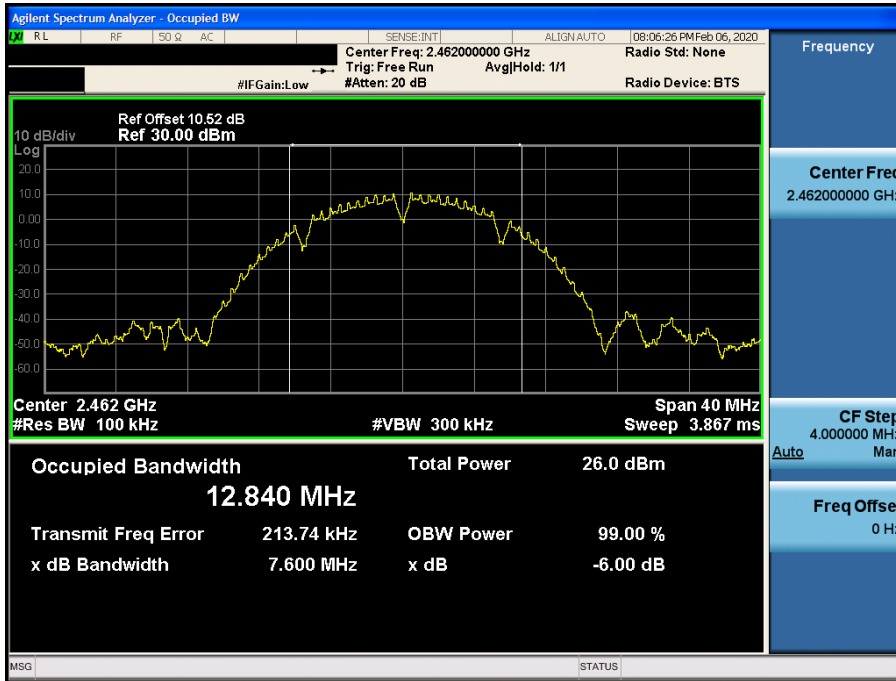 Agilent Spectrum Analyzer - Occupied BW
LXI RL RF 50 Ω AC SENSE:INT ALIGN AUTO 08:06:26 PM Feb 06, 2020
Center Freq: 2.462000000 GHz Radio Std: None
Trig: Free Run Avg|Hold: 1/1
#IFGain:Low #Atten: 20 dB Radio Device: BTS
Ref Offset 10.52 dB
10 dB/div Ref 30.00 dBm
Log
20.0
10.0
0.00
-10.0
-20.0
-30.0
-40.0
-50.0
-60.0
Center 2.462 GHz Span 40 MHz
#Res BW 100 kHz #VBW 300 kHz Sweep 3.867 ms
Occupied Bandwidth Total Power 26.0 dBm
12.840 MHz
Transmit Freq Error 213.74 kHz OBW Power 99.00 %
x dB Bandwidth 7.600 MHz x dB -6.00 dB
MSG STATUS
Frequency
Center Freq
2.462000000 GHz
CF Step
4.000000 MHz
Auto Man
Freq Offset
0 Hz